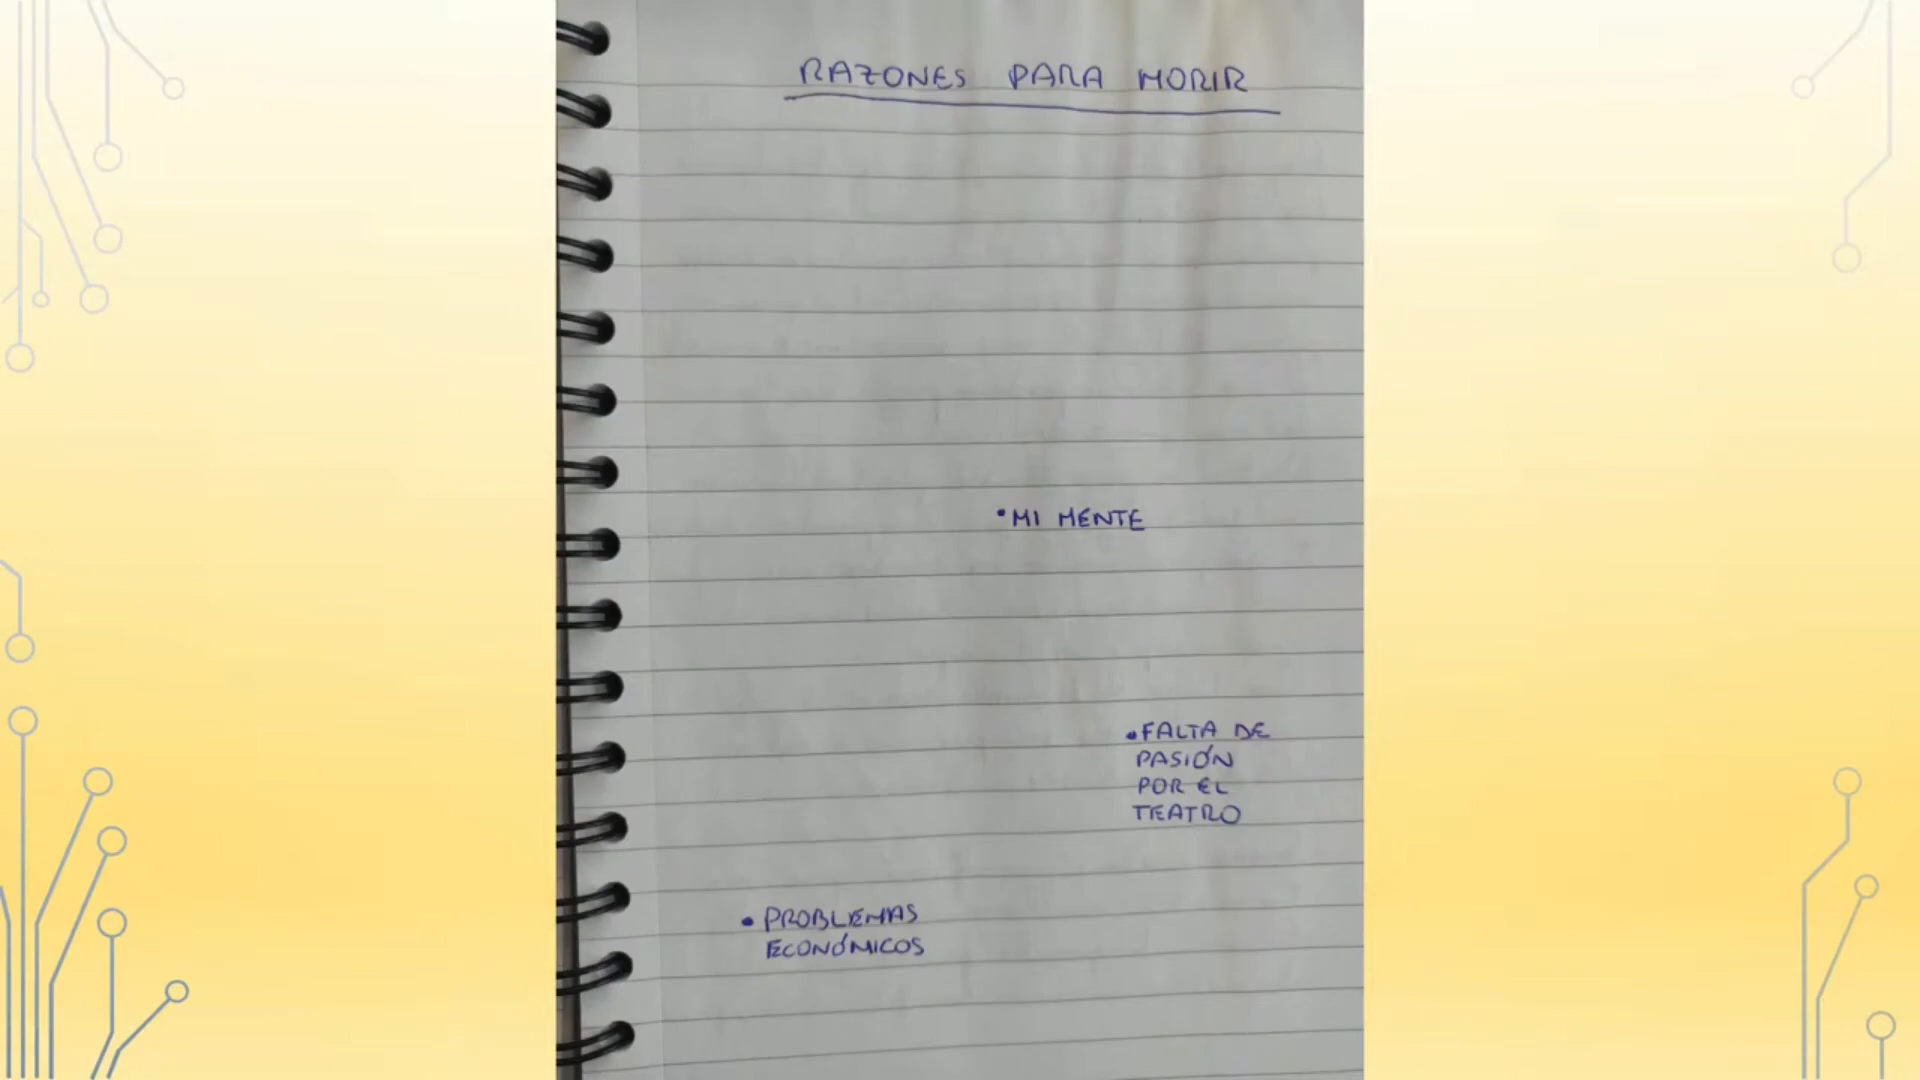 RAZONES PARA MORIR
• MI MENTE
• FALTA DE
PASIÓN
POR EL
TEATRO
• PROBLEMAS
ECONÓMICOS